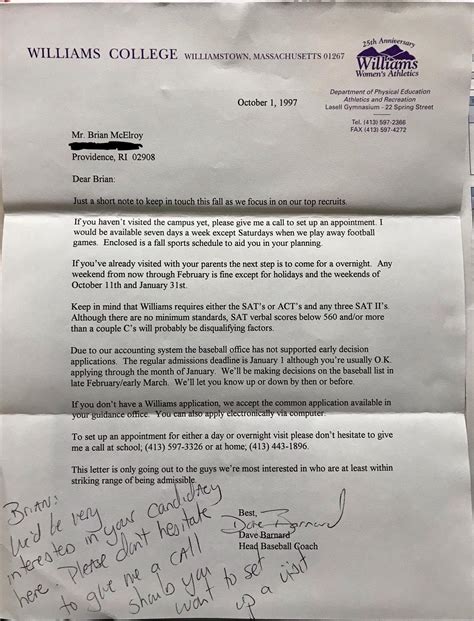 25th Anniversary
Williams
Women's Athletics
WILLIAMS COLLEGE WILLIAMSTOWN, MASSACHUSETTS 01267
Department of Physical Education
Athletics and Recreation
Lasell Gymnasium - 22 Spring Street
Tel. (413) 597-2366
FAX (413) 597-4272
October 1, 1997
Mr. Brian McElroy
Providence, RI 02908
Dear Brian:
Just a short note to keep in touch this fall as we focus in on our top recruits.
If you haven't visited the campus yet, please give me a call to set up an appointment. I
would be available seven days a week except Saturdays when we play away football
games. Enclosed is a fall sports schedule to aid you in your planning.
If you've already visited with your parents the next step is to come for a overnight. Any
weekend from now through February is fine except for holidays and the weekends of
October 11th and January 31st.
Keep in mind that Williams requires either the SAT's or ACT's and any three SAT II's.
Although there are no minimum standards, SAT verbal scores below 560 and/or more
than a couple C's will probably be disqualifying factors.
Due to our accounting system the baseball office has not supported early decision
applications. The regular admissions deadline is January 1 although you're usually O.K.
applying through the month of January. We'll be making decisions on the baseball list in
late February/early March. We'll let you know up or down by then or before.
If you don't have a Williams application, we accept the common application available in
your guidance office. You can also apply electronically via computer.
To set up an appointment for either a day or overnight visit please don't hesitate to
give me a call at school; (413) 597-3326 or at home; (413) 443-1896.
This letter is only going out to the guys we're most interested in who are at least within
striking range of being admissible.
Best,
Dave Barnard
Dave Barnard
Head Baseball Coach
Brian:
We'd be very
interested in your candidacy
here. Please don't hesitate
to give me a call
should you
want to set
up a visit